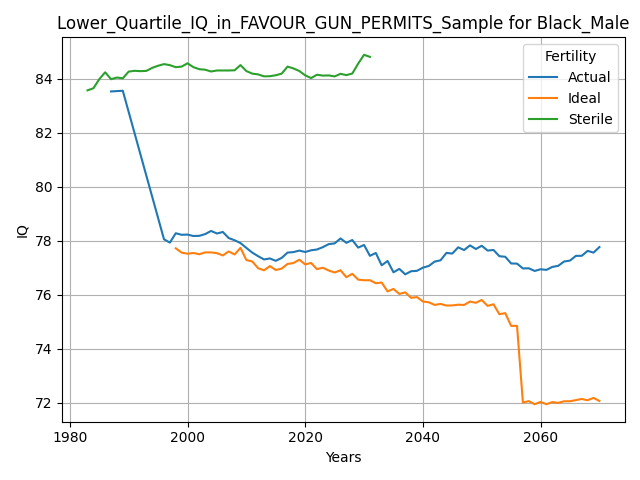 Lower_Quartile_IQ_in_FAVOUR_GUN_PERMITS_Sample for Black_Male
Fertility
Actual
Ideal
Sterile
84
82
80
78
76
74
72
IQ
1980
2000
2020
2040
2060
Years